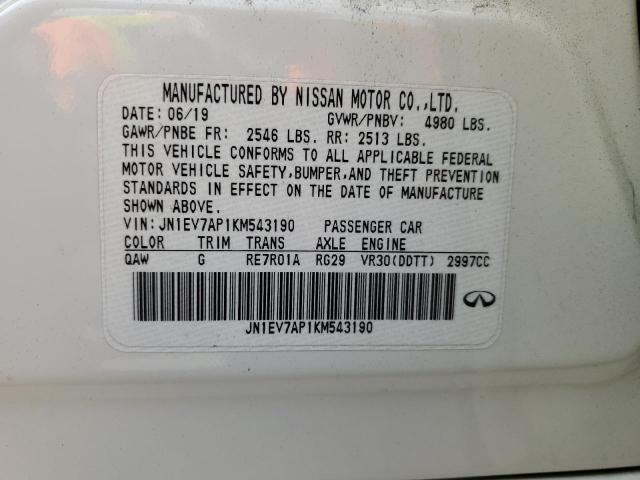 MANUFACTURED BY NISSAN MOTOR CO.,LTD.
DATE: 06/19 GVWR/PNBV: 4980 LBS.
GAWR/PNBE FR: 2546 LBS. RR: 2513 LBS.
THIS VEHICLE CONFORMS TO ALL APPLICABLE FEDERAL
MOTOR VEHICLE SAFETY,BUMPER,AND THEFT PREVENTION
STANDARDS IN EFFECT ON THE DATE OF MANUFACTURE
SHOWN ABOVE.
VIN: JN1EV7AP1KM543190 PASSENGER CAR
COLOR TRIM TRANS AXLE ENGINE
QAW G RE7R01A RG29 VR30(DDTT) 2997CC
JN1EV7AP1KM543190